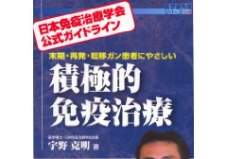 日本免疫治療学会
公式ガイドライン
末期・再発・転移ガン患者にやさしい
積極的
免疫治療
宇野克明 著